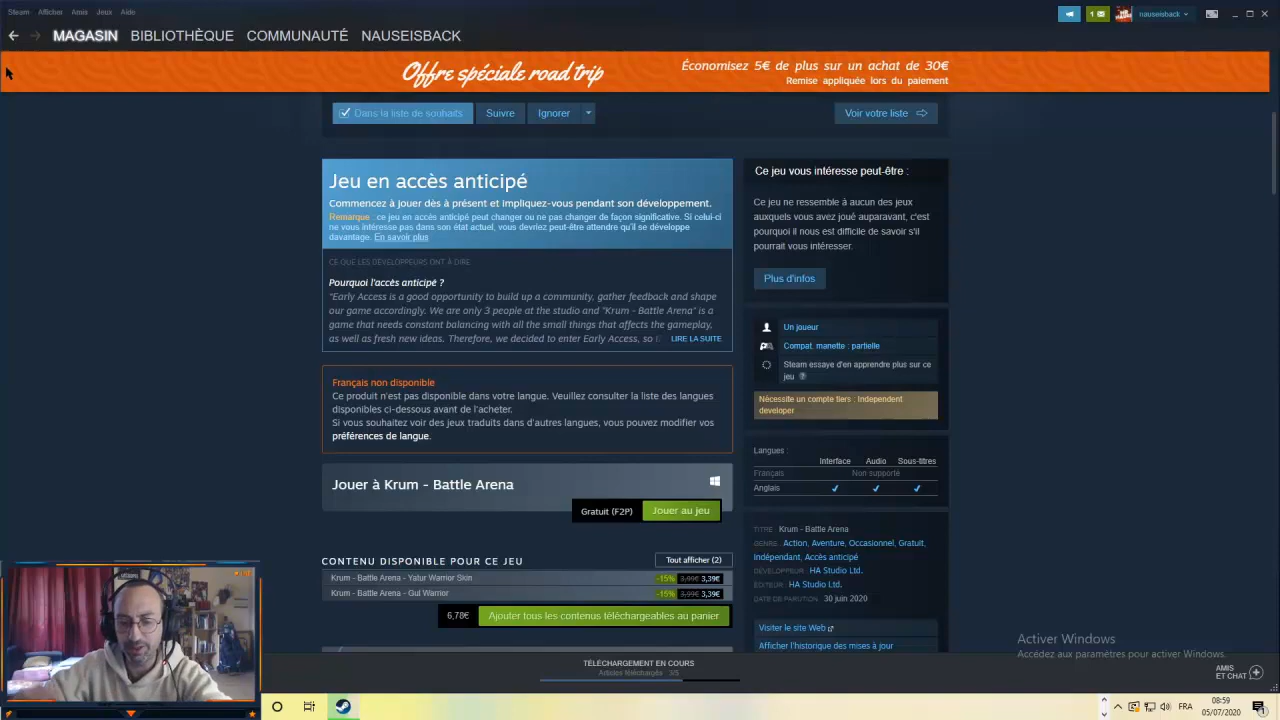 Steam Afficher Amis Jeux Aide
1 nauseisback
MAGASIN BIBLIOTHÈQUE COMMUNAUTÉ NAUSEISBACK
Offre spéciale road trip
Économisez 5€ de plus sur un achat de 30€
Remise appliquée lors du paiement
Dans la liste de souhaits Suivre Ignorer Voir votre liste
Jeu en accès anticipé
Commencez à jouer dès à présent et impliquez-vous pendant son développement.
Remarque : ce jeu en accès anticipé peut changer ou ne pas changer de façon significative. Si celui-ci
ne vous intéresse pas dans son état actuel, vous devriez peut-être attendre qu'il se développe
davantage. En savoir plus
CE QUE LES DÉVELOPPEURS ONT À DIRE
Pourquoi l'accès anticipé ?
"Early Access is a good opportunity to build up a community, gather feedback and shape
our game accordingly. We are only 3 people at the studio and "Krum - Battle Arena" is a
game that needs constant balancing with all the small things that affects the gameplay,
as well as fresh new ideas. Therefore, we decided to enter Early Access, so LIRE LA SUITE
Français non disponible
Ce produit n'est pas disponible dans votre langue. Veuillez consulter la liste des langues
disponibles ci-dessous avant de l'acheter.
Si vous souhaitez voir des jeux traduits dans d'autres langues, vous pouvez modifier vos
préférences de langue.
Jouer à Krum - Battle Arena
Gratuit (F2P) Jouer au jeu
CONTENU DISPONIBLE POUR CE JEU Tout afficher (2)
Krum - Battle Arena - Yatur Warrior Skin -15% 3,99€ 3,39€
Krum - Battle Arena - Gul Warrior -15% 3,99€ 3,39€
6,78€ Ajouter tous les contenus téléchargeables au panier
Ce jeu vous intéresse peut-être :
Ce jeu ne ressemble à aucun des jeux
auxquels vous avez joué auparavant, c'est
pourquoi il nous est difficile de savoir s'il
pourrait vous intéresser.
Plus d'infos
Un joueur
Compat. manette : partielle
Steam essaye d'en apprendre plus sur ce
jeu ?
Nécessite un compte tiers : Independent
developer
Langues :
Interface Audio Sous-titres
Français Non supporté
Anglais ✔ ✔ ✔
TITRE : Krum - Battle Arena
GENRE : Action, Aventure, Occasionnel, Gratuit,
Indépendant, Accès anticipé
DÉVELOPPEUR : HA Studio Ltd.
ÉDITEUR : HA Studio Ltd.
DATE DE PARUTION : 30 juin 2020
Visiter le site Web
Afficher l'historique des mises à jour
Activer Windows
Accédez aux paramètres pour activer Windows.
TÉLÉCHARGEMENT EN COURS
Articles téléchargés 3/5
AMIS
ET CHAT
FRA
08:59
05/07/2020
1